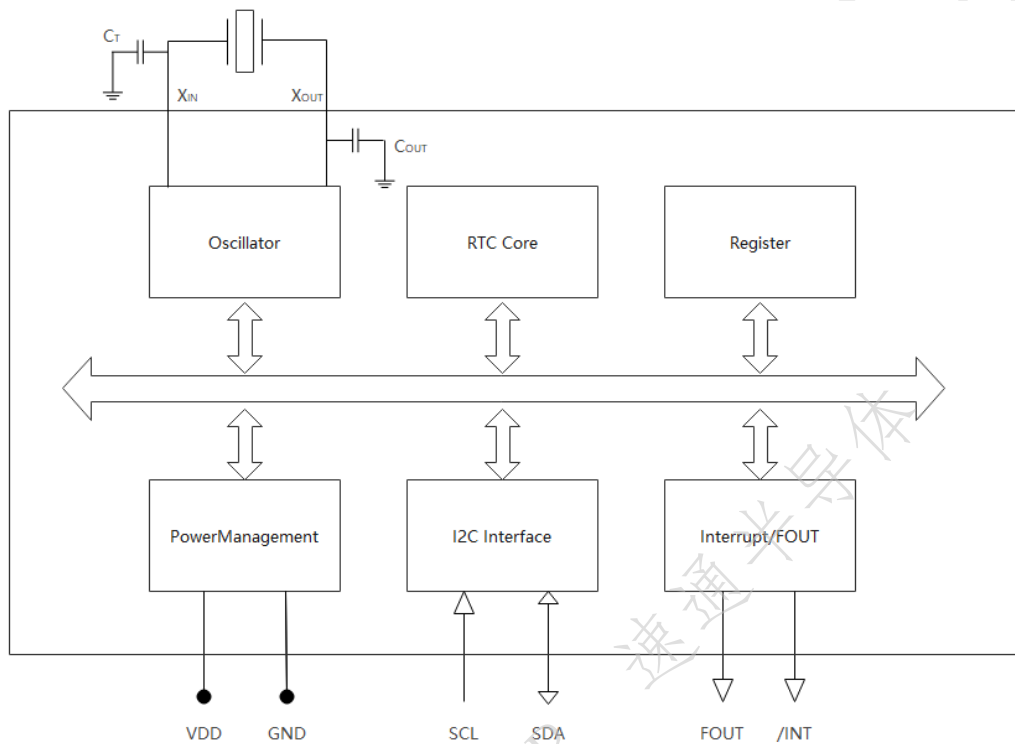 CT
XIN
XOUT
COUT
Oscillator
RTC Core
Register
PowerManagement
I2C Interface
Interrupt/FOUT
VDD
GND
SCL
SDA
FOUT
/INT
速通半导体